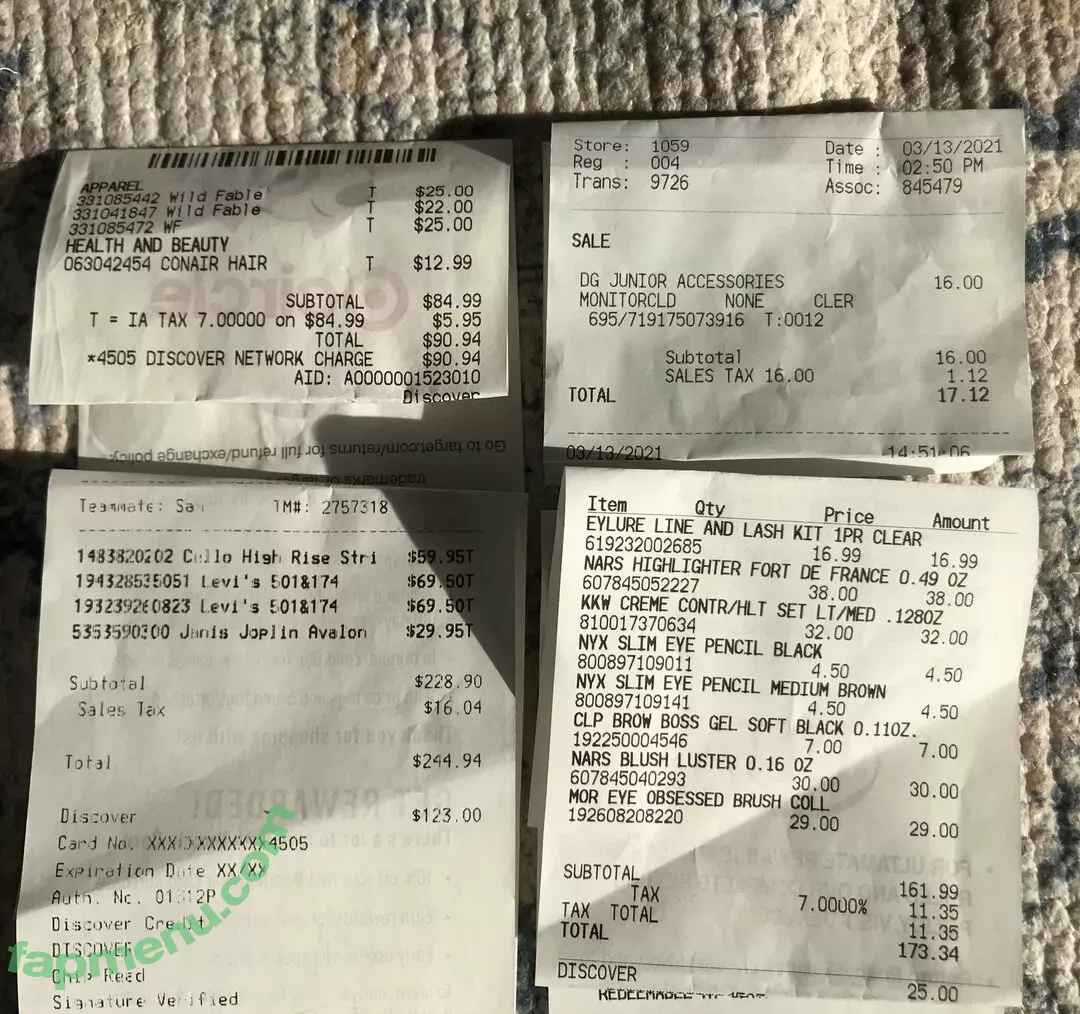 APPAREL
331085442 Wild Fable T $25.00
331041847 Wild Fable T $22.00
331085472 WF T $25.00
HEALTH AND BEAUTY
063042454 CONAIR HAIR T $12.99
SUBTOTAL $84.99
T = IA TAX 7.00000 on $84.99 $5.95
TOTAL $90.94
*4505 DISCOVER NETWORK CHARGE $90.94
AID: A0000001523010
Discover
Go to target.com/returns for full refund/exchange policy.
Store: 1059 Date : 03/13/2021
Reg : 004 Time : 02:50 PM
Trans: 9726 Assoc: 845479
SALE
DG JUNIOR ACCESSORIES 16.00
MONITORCLD NONE CLER
695/719175073916 T:0012
Subtotal 16.00
SALES TAX 16.00 1.12
TOTAL 17.12
03/13/2021 14:51:06
Teammate: TM#: 2757318
1483820202 Cello High Rise Stri $59.95T
194328535051 Levi's 501&174 $69.50T
193239260823 Levi's 501&174 $69.50T
5353590300 Janis Joplin Avalon $29.95T
Subtotal $228.90
Sales Tax $16.04
Total $244.94
Discover $123.00
Card No. XXXXXXXXXXXX4505
Expiration Date XX/XX
Auth. No. 01312P
Discover Credit
DISCOVER
Chip Read
Signature Verified
Item Qty Price Amount
EYLURE LINE AND LASH KIT 1PR CLEAR
619232002685 16.99 16.99
NARS HIGHLIGHTER FORT DE FRANCE 0.49 OZ
607845052227 38.00 38.00
KKW CREME CONTR/HLT SET LT/MED .128OZ
810017370634 32.00 32.00
NYX SLIM EYE PENCIL BLACK
800897109011 4.50 4.50
NYX SLIM EYE PENCIL MEDIUM BROWN
800897109141 4.50 4.50
CLP BROW BOSS GEL SOFT BLACK 0.11OZ.
192250004546 7.00 7.00
NARS BLUSH LUSTER 0.16 OZ
607845040293 30.00 30.00
MOR EYE OBSESSED BRUSH COLL
192608208220 29.00 29.00
SUBTOTAL 161.99
TAX 7.0000% 11.35
TAX TOTAL 11.35
TOTAL 173.34
DISCOVER 25.00
fapmenu.com